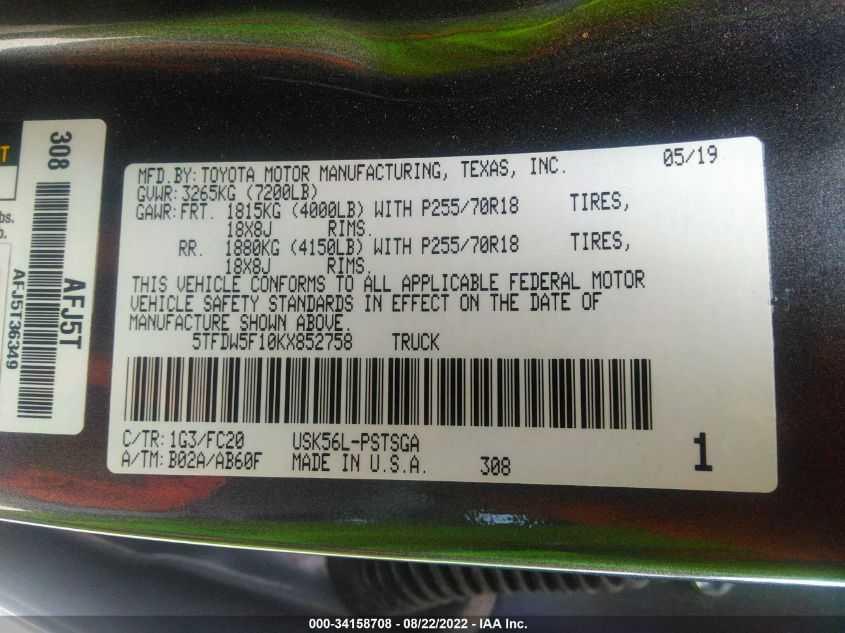 MFD.BY:TOYOTA MOTOR MANUFACTURING, TEXAS, INC. 05/19
GVWR:3265KG (7200LB)
GAWR:FRT. 1815KG (4000LB) WITH P255/70R18 TIRES,
18X8J RIMS.
RR. 1880KG (4150LB) WITH P255/70R18 TIRES,
18X8J RIMS.
THIS VEHICLE CONFORMS TO ALL APPLICABLE FEDERAL MOTOR
VEHICLE SAFETY STANDARDS IN EFFECT ON THE DATE OF
MANUFACTURE SHOWN ABOVE.
5TFDW5F10KX852758 TRUCK
C/TR:1G3/FC20 USK56L-PSTSGA
A/TM:B02A/AB60F MADE IN U.S.A. 308 1
308
AFJ5T
AFJ5T36349
T
lbs.
b.
000-34158708 - 08/22/2022 - IAA Inc.